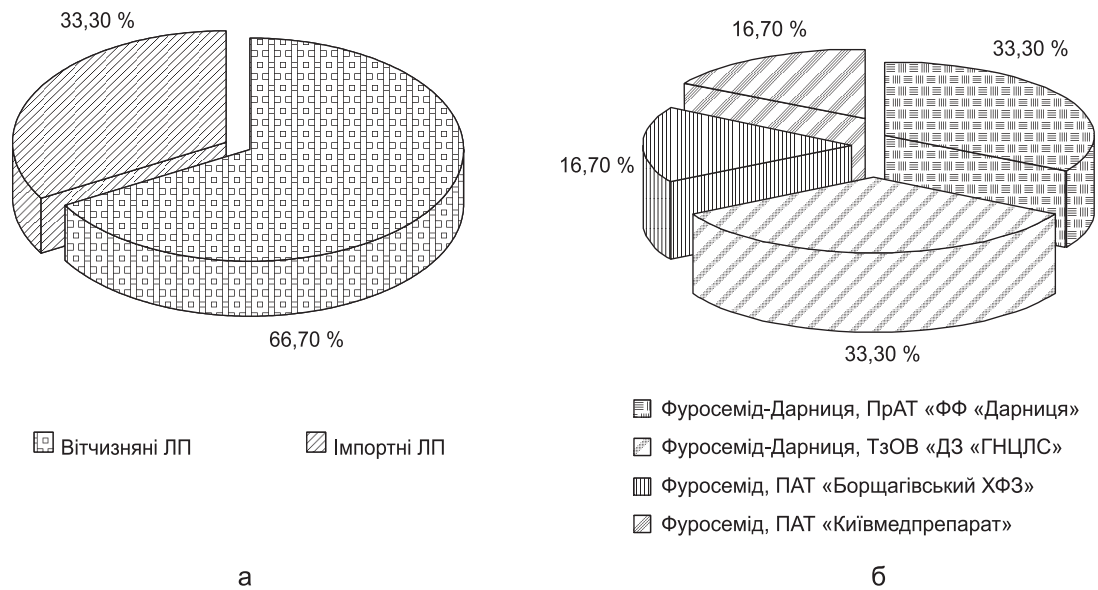 33,30 %
66,70 %
Вітчизняні ЛП
Імпортні ЛП
а
16,70 %
33,30 %
16,70 %
33,30 %
Фуросемід-Дарниця, ПрАТ «ФФ «Дарниця»
Фуросемід-Дарниця, ТзОВ «ДЗ «ГНЦЛС»
Фуросемід, ПАТ «Борщагівський ХФЗ»
Фуросемід, ПАТ «Київмедпрепарат»
б